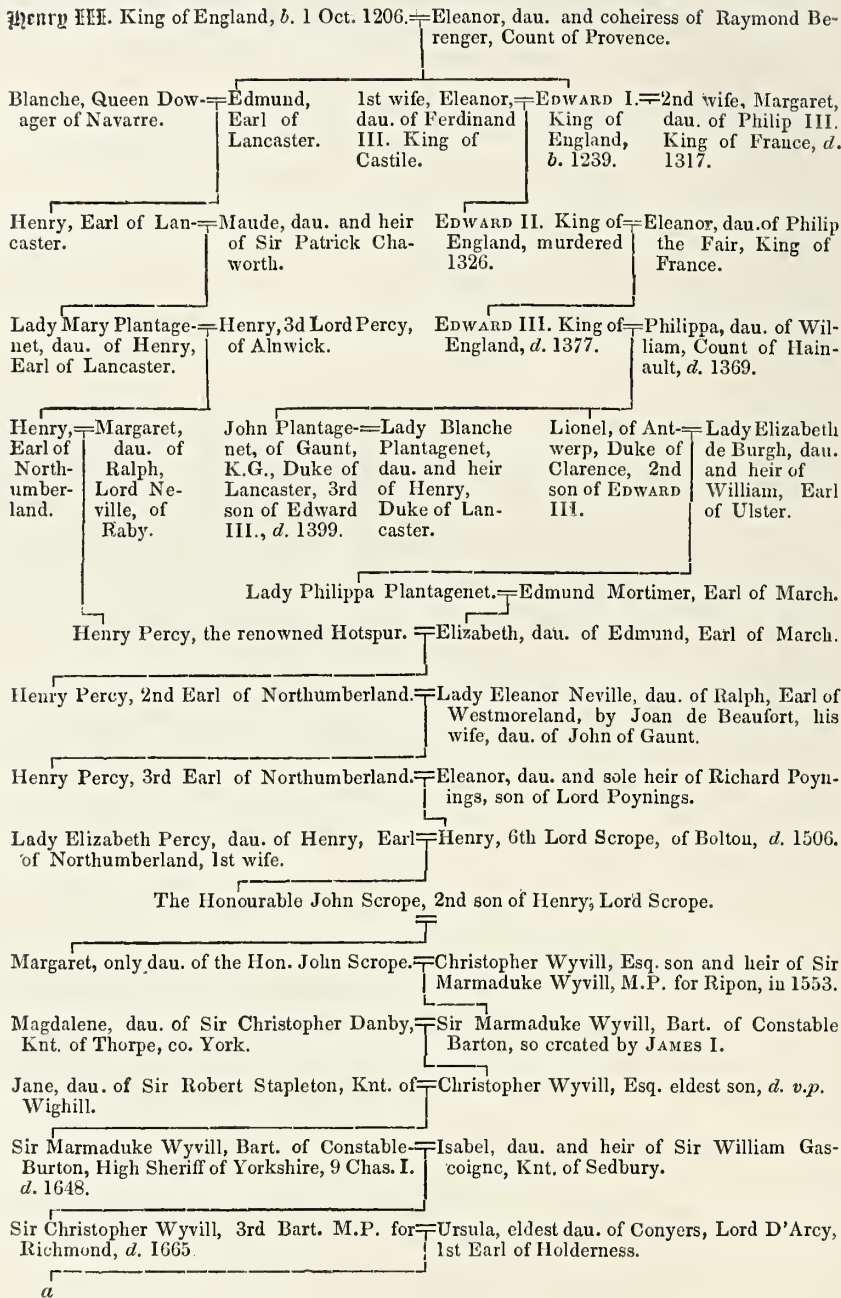 Henry III. King of England, b. 1 Oct. 1206.
Eleanor, dau. and coheiress of Raymond Be-
renger, Count of Provence.
Blanche, Queen Dow-
ager of Navarre.
Edmund,
Earl of
Lancaster.
1st wife, Eleanor,
dau. of Ferdinand
III. King of
Castile.
EDWARD I.
King of
England,
b. 1239.
2nd wife, Margaret,
dau. of Philip III.
King of France, d.
1317.
Henry, Earl of Lan-
caster.
Maude, dau. and heir
of Sir Patrick Cha-
worth.
EDWARD II. King of
England, murdered
1326.
Eleanor, dau. of Philip
the Fair, King of
France.
Lady Mary Plantage-
net, dau. of Henry,
Earl of Lancaster.
Henry, 3d Lord Percy,
of Alnwick.
EDWARD III. King of
England, d. 1377.
Philippa, dau. of Wil-
liam, Count of Hain-
ault, d. 1369.
Henry,
Earl of
North-
umber-
land.
Margaret,
dau. of
Ralph,
Lord Ne-
ville, of
Raby.
John Plantage-
net, of Gaunt,
K.G., Duke of
Lancaster, 3rd
son of Edward
III., d. 1399.
Lady Blanche
Plantagenet,
dau. and heir
of Henry,
Duke of Lan-
caster.
Lionel, of Ant-
werp, Duke of
Clarence, 2nd
son of EDWARD
III.
Lady Elizabeth
de Burgh, dau.
and heir of
William, Earl
of Ulster.
Lady Philippa Plantagenet.
Edmund Mortimer, Earl of March.
Henry Percy, the renowned Hotspur.
Elizabeth, dau. of Edmund, Earl of March.
Henry Percy, 2nd Earl of Northumberland.
Lady Eleanor Neville, dau. of Ralph, Earl of
Westmoreland, by Joan de Beaufort, his
wife, dau. of John of Gaunt.
Henry Percy, 3rd Earl of Northumberland.
Eleanor, dau. and sole heir of Richard Poyn-
ings, son of Lord Poynings.
Lady Elizabeth Percy, dau. of Henry, Earl
of Northumberland, 1st wife.
Henry, 6th Lord Scrope, of Bolton, d. 1506.
The Honourable John Scrope, 2nd son of Henry, Lord Scrope.
Margaret, only dau. of the Hon. John Scrope.
Christopher Wyvill, Esq. son and heir of Sir
Marmaduke Wyvill, M.P. for Ripon, in 1553.
Magdalene, dau. of Sir Christopher Danby,
Knt. of Thorpe, co. York.
Sir Marmaduke Wyvill, Bart. of Constable
Barton, so created by JAMES I.
Jane, dau. of Sir Robert Stapleton, Knt. of
Wighill.
Christopher Wyvill, Esq. eldest son, d. v.p.
Sir Marmaduke Wyvill, Bart. of Constable-
Burton, High Sheriff of Yorkshire, 9 Chas. I.
d. 1648.
Isabel, dau. and heir of Sir William Gas-
coigne, Knt. of Sedbury.
Sir Christopher Wyvill, 3rd Bart. M.P. for
Richmond, d. 1665
Ursula, eldest dau. of Conyers, Lord D'Arcy,
1st Earl of Holderness.
a